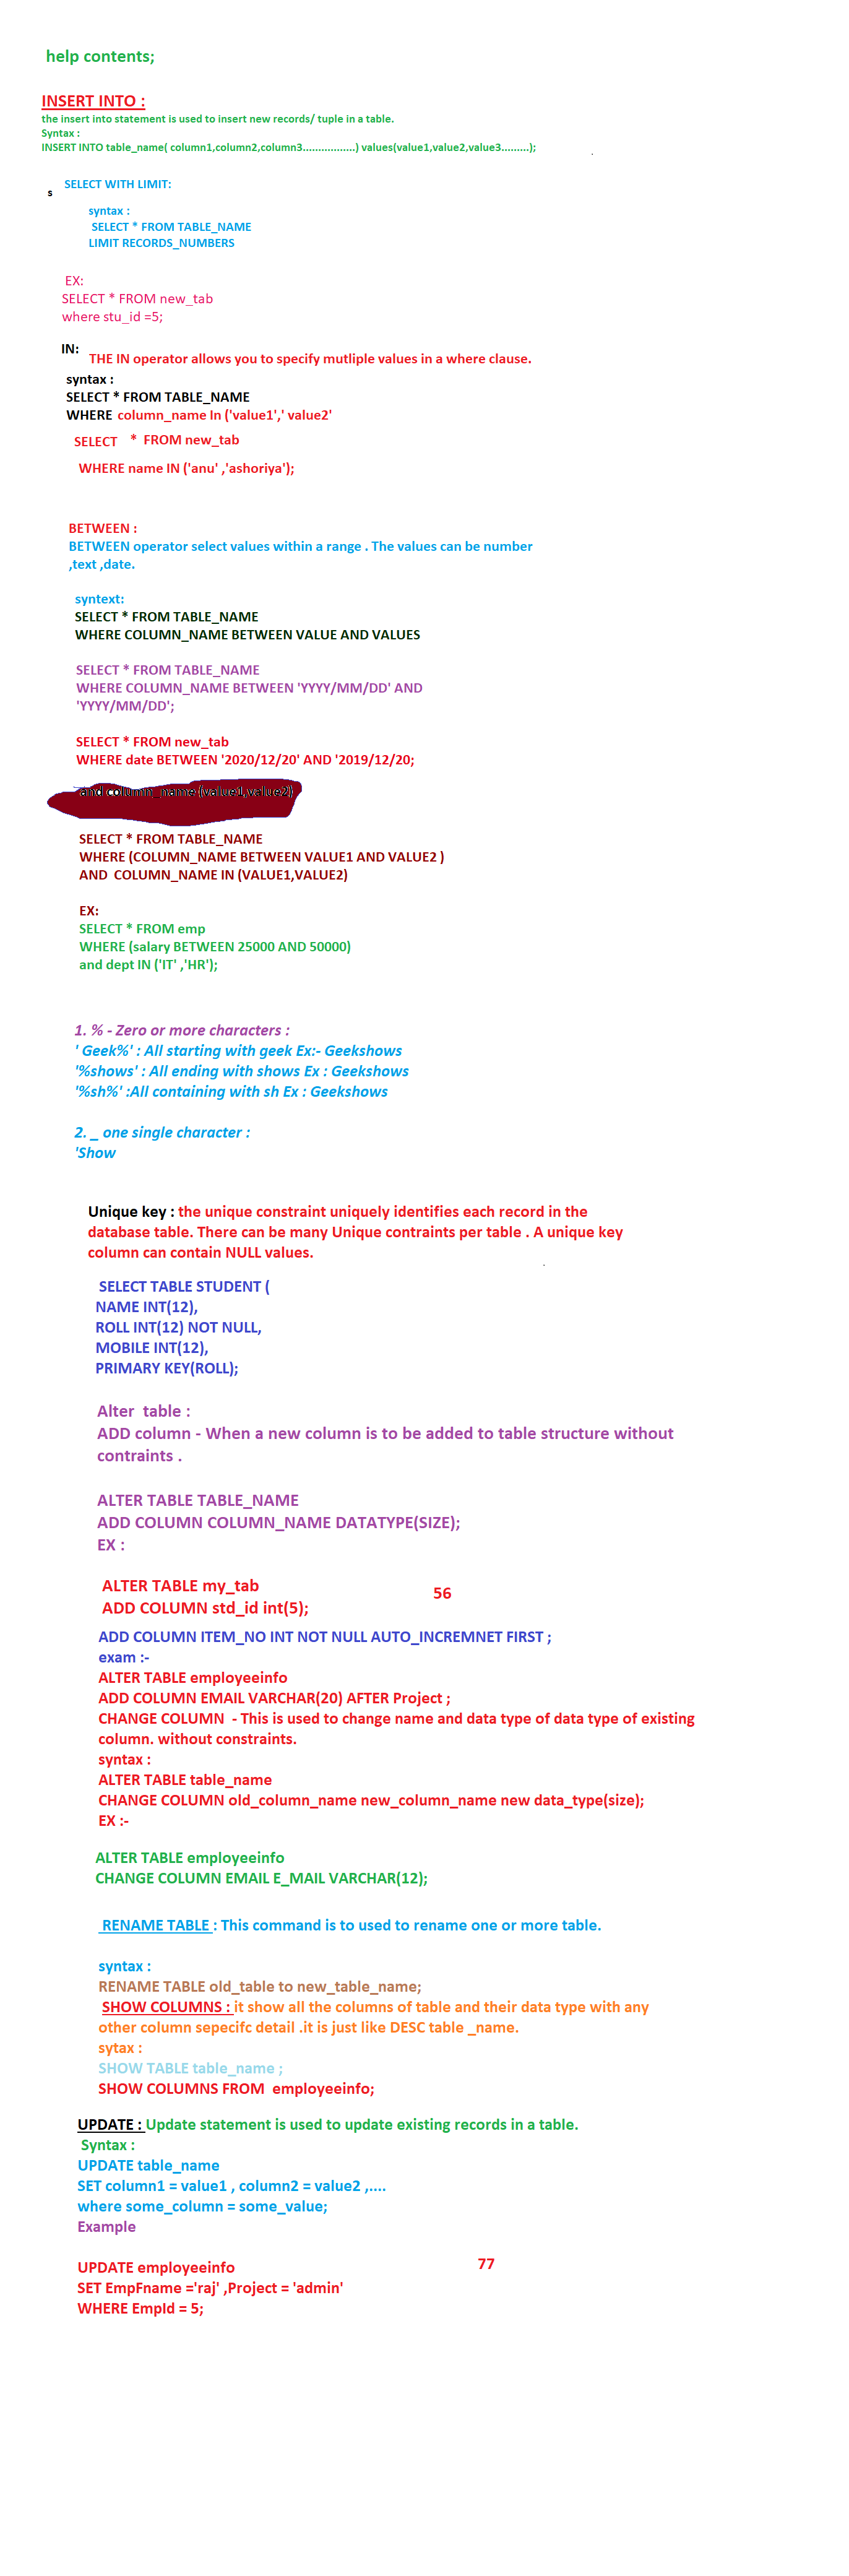 help contents;
INSERT INTO :
the insert into statement is used to insert new records/ tuple in a table.
Syntax :
INSERT INTO table_name( column1,column2,column3.................) values(value1,value2,value3.........);
s
SELECT WITH LIMIT:
syntax :
SELECT * FROM TABLE_NAME
LIMIT RECORDS_NUMBERS
EX:
SELECT * FROM new_tab
where stu_id =5;
IN: THE IN operator allows you to specify mutliple values in a where clause.
syntax :
SELECT * FROM TABLE_NAME
WHERE column_name In ('value1',' value2'
SELECT * FROM new_tab
WHERE name IN ('anu' ,'ashoriya');
BETWEEN :
BETWEEN operator select values within a range . The values can be number
,text ,date.
syntext:
SELECT * FROM TABLE_NAME
WHERE COLUMN_NAME BETWEEN VALUE AND VALUES
SELECT * FROM TABLE_NAME
WHERE COLUMN_NAME BETWEEN 'YYYY/MM/DD' AND
'YYYY/MM/DD';
SELECT * FROM new_tab
WHERE date BETWEEN '2020/12/20' AND '2019/12/20;
and column_name (value1,value2)
SELECT * FROM TABLE_NAME
WHERE (COLUMN_NAME BETWEEN VALUE1 AND VALUE2 )
AND  COLUMN_NAME IN (VALUE1,VALUE2)
EX:
SELECT * FROM emp
WHERE (salary BETWEEN 25000 AND 50000)
and dept IN ('IT' ,'HR');
1. % - Zero or more characters :
' Geek%' : All starting with geek Ex:- Geekshows
'%shows' : All ending with shows Ex : Geekshows
'%sh%' :All containing with sh Ex : Geekshows
2. _ one single character :
'Show
Unique key : the unique constraint uniquely identifies each record in the
database table. There can be many Unique contraints per table . A unique key
column can contain NULL values.
SELECT TABLE STUDENT (
NAME INT(12),
ROLL INT(12) NOT NULL,
MOBILE INT(12),
PRIMARY KEY(ROLL);
Alter  table :
ADD column - When a new column is to be added to table structure without
contraints .
ALTER TABLE TABLE_NAME
ADD COLUMN COLUMN_NAME DATATYPE(SIZE);
EX :
ALTER TABLE my_tab
56
ADD COLUMN std_id int(5);
ADD COLUMN ITEM_NO INT NOT NULL AUTO_INCREMNET FIRST ;
exam :-
ALTER TABLE employeeinfo
ADD COLUMN EMAIL VARCHAR(20) AFTER Project ;
CHANGE COLUMN  - This is used to change name and data type of data type of existing
column. without constraints.
syntax :
ALTER TABLE table_name
CHANGE COLUMN old_column_name new_column_name new data_type(size);
EX :-
ALTER TABLE employeeinfo
CHANGE COLUMN EMAIL E_MAIL VARCHAR(12);
RENAME TABLE : This command is to used to rename one or more table.
syntax :
RENAME TABLE old_table to new_table_name;
SHOW COLUMNS : it show all the columns of table and their data type with any
other column sepecifc detail .it is just like DESC table _name.
sytax :
SHOW TABLE table_name ;
SHOW COLUMNS FROM  employeeinfo;
UPDATE : Update statement is used to update existing records in a table.
Syntax :
UPDATE table_name
SET column1 = value1 , column2 = value2 ,....
where some_column = some_value;
Example
UPDATE employeeinfo
77
SET EmpFname ='raj' ,Project = 'admin'
WHERE EmpId = 5;